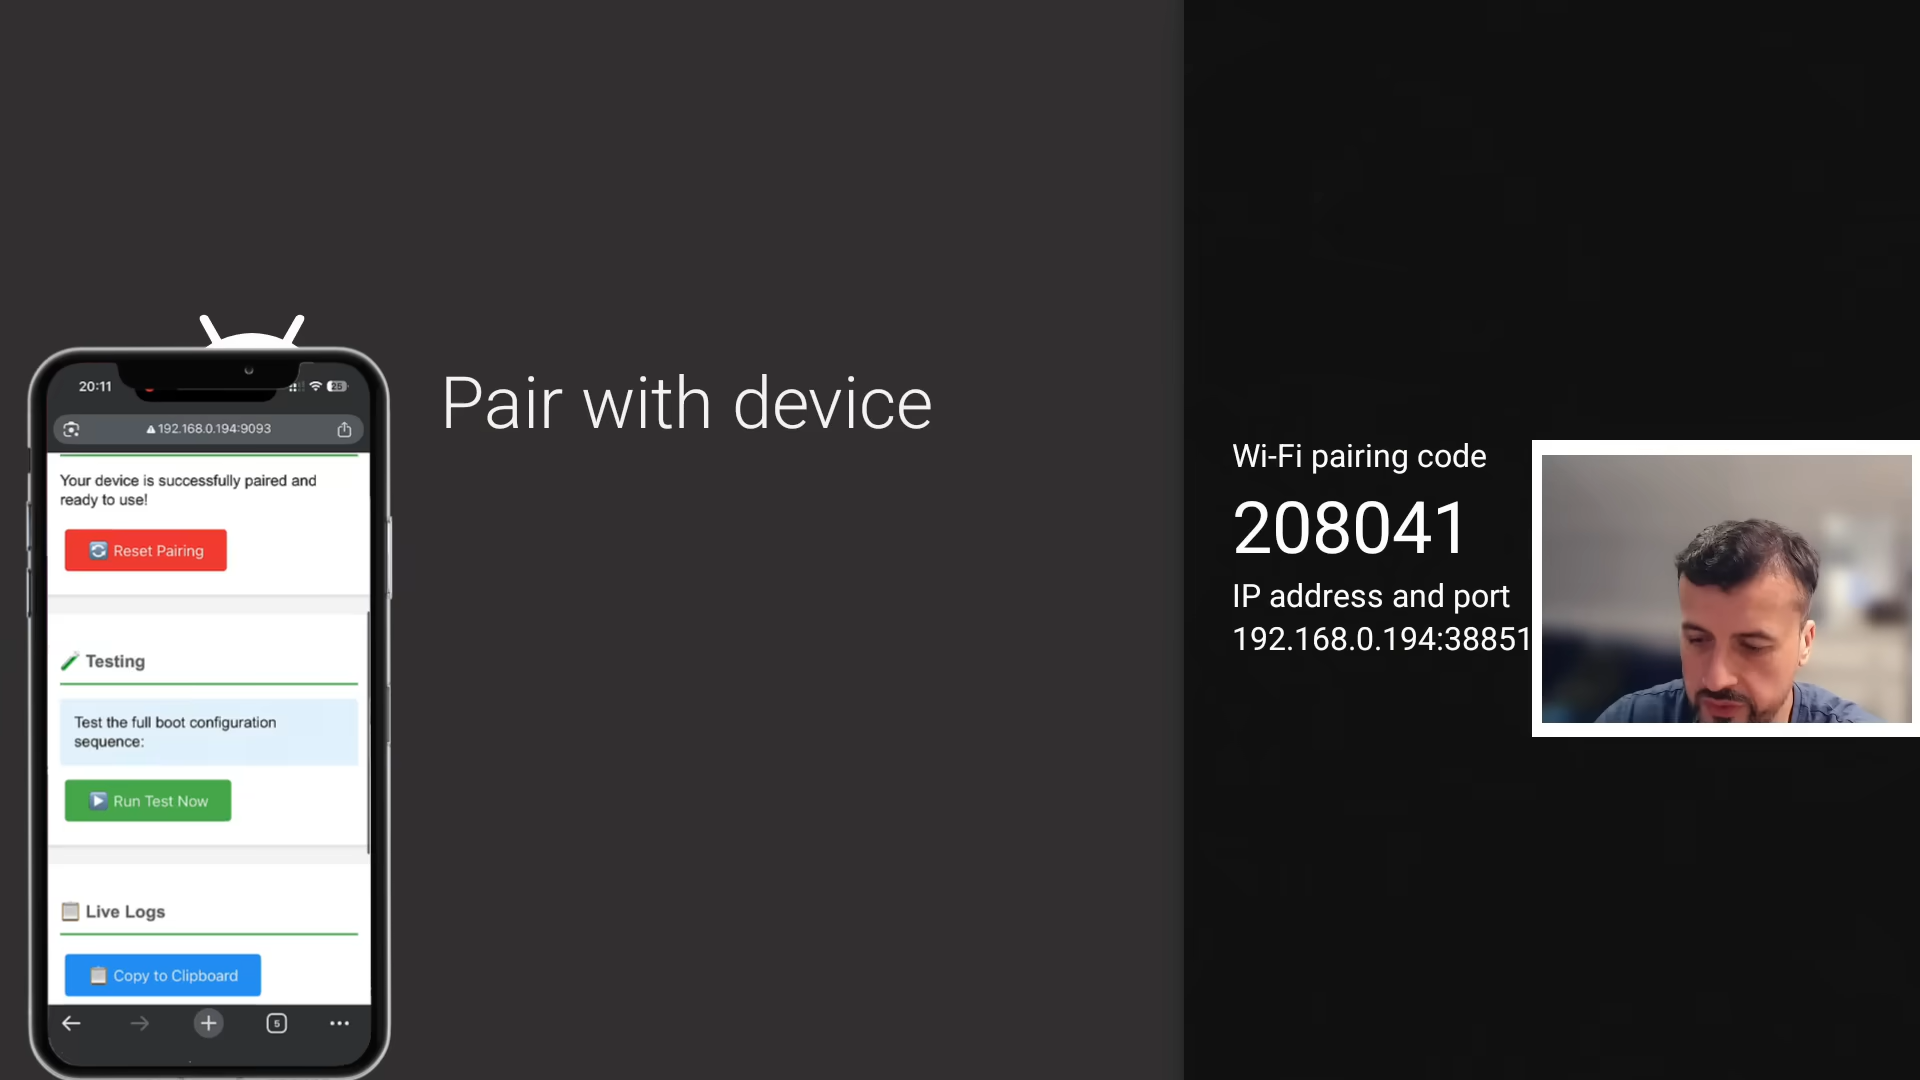 20:11
25
192.168.0.194:9093
Your device is successfully paired and
ready to use!
Reset Pairing
Testing
Test the full boot configuration
sequence:
Run Test Now
Live Logs
Copy to Clipboard
5
Pair with device
Wi-Fi pairing code
208041
IP address and port
192.168.0.194:38851